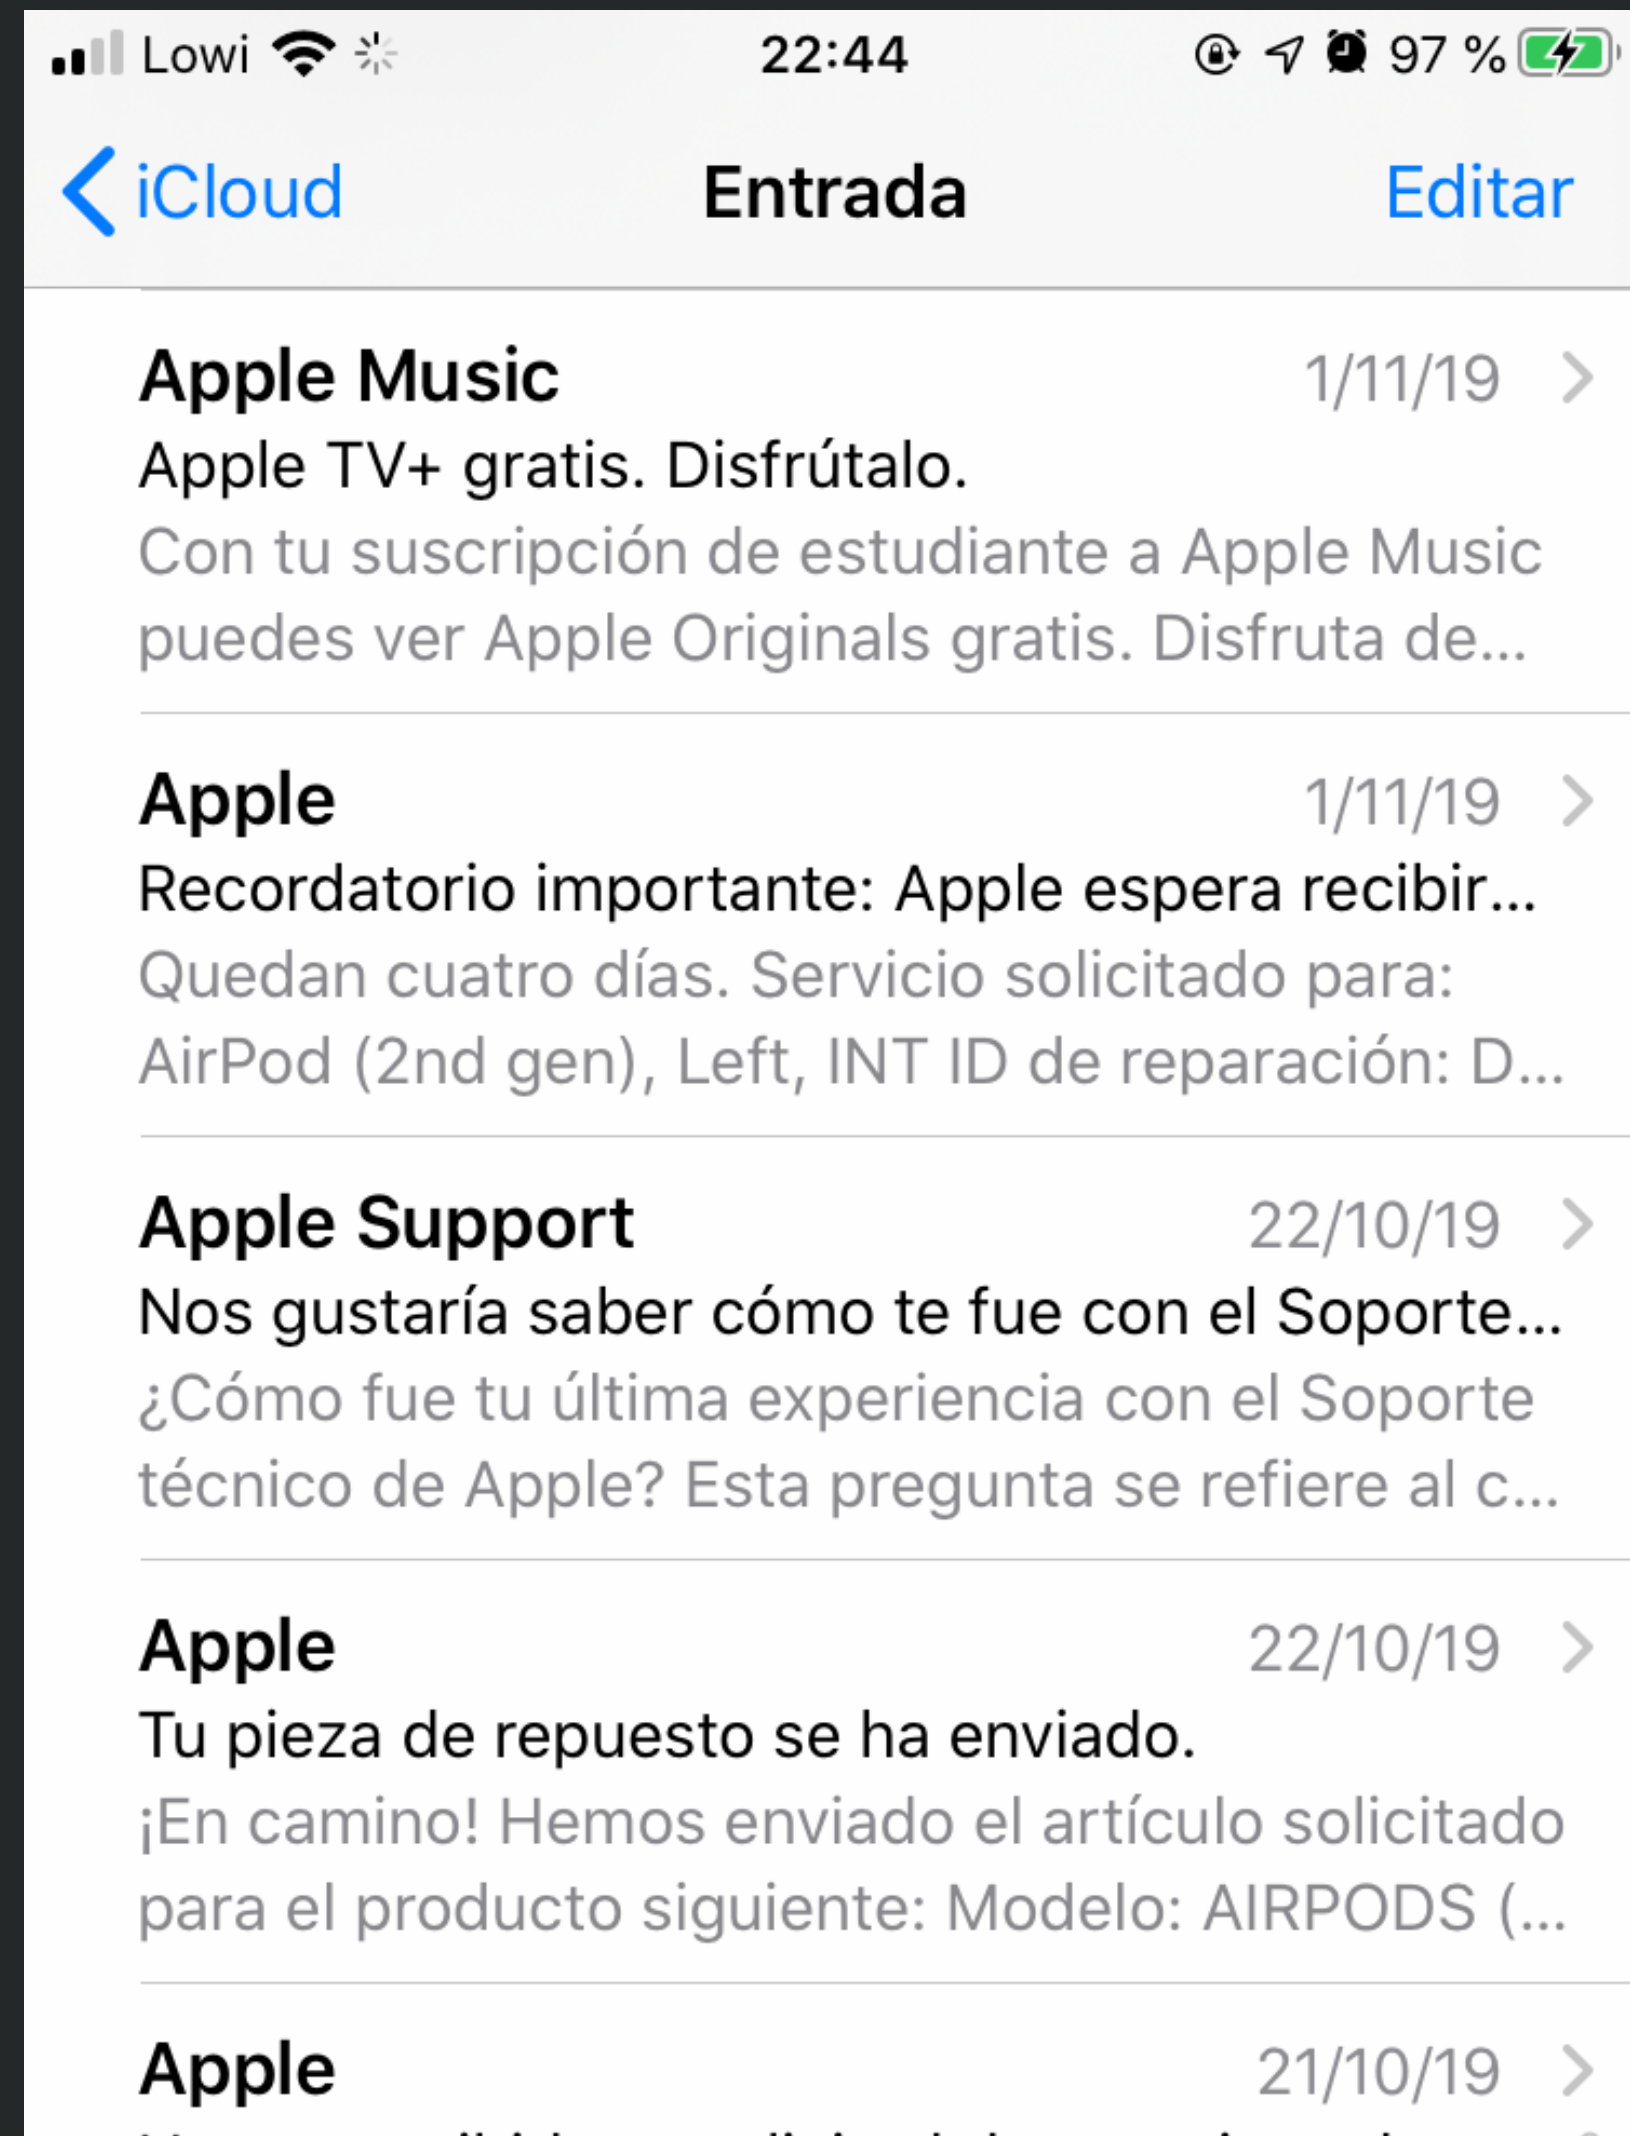 Lowi 22:44 97 %
iCloud Entrada Editar
Apple Music 1/11/19
Apple TV+ gratis. Disfrútalo.
Con tu suscripción de estudiante a Apple Music
puedes ver Apple Originals gratis. Disfruta de...
Apple 1/11/19
Recordatorio importante: Apple espera recibir...
Quedan cuatro días. Servicio solicitado para:
AirPod (2nd gen), Left, INT ID de reparación: D...
Apple Support 22/10/19
Nos gustaría saber cómo te fue con el Soporte...
¿Cómo fue tu última experiencia con el Soporte
técnico de Apple? Esta pregunta se refiere al c...
Apple 22/10/19
Tu pieza de repuesto se ha enviado.
¡En camino! Hemos enviado el artículo solicitado
para el producto siguiente: Modelo: AIRPODS (...
Apple 21/10/19